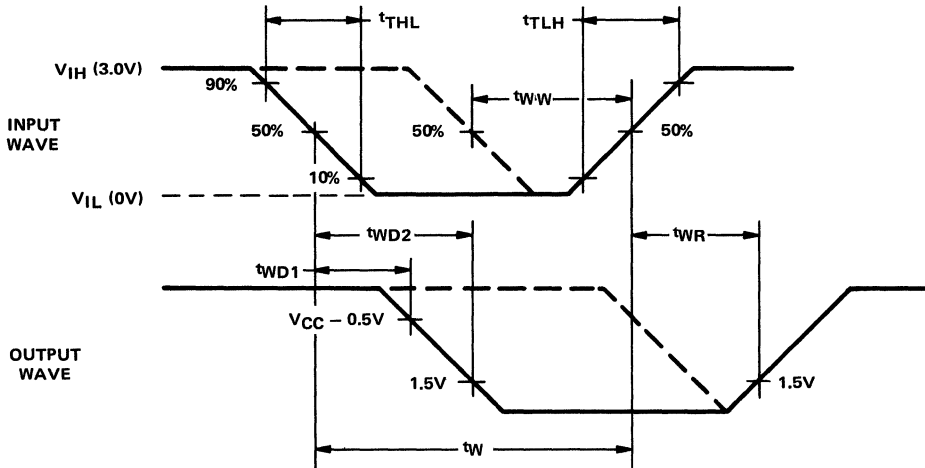 tTHL
tTLH
VIH (3.0V)
90%
tWW
INPUT
WAVE
50%
50%
50%
10%
VIL (0V)
tWD2
tWR
tWD1
VCC – 0.5V
OUTPUT
WAVE
1.5V
1.5V
tW